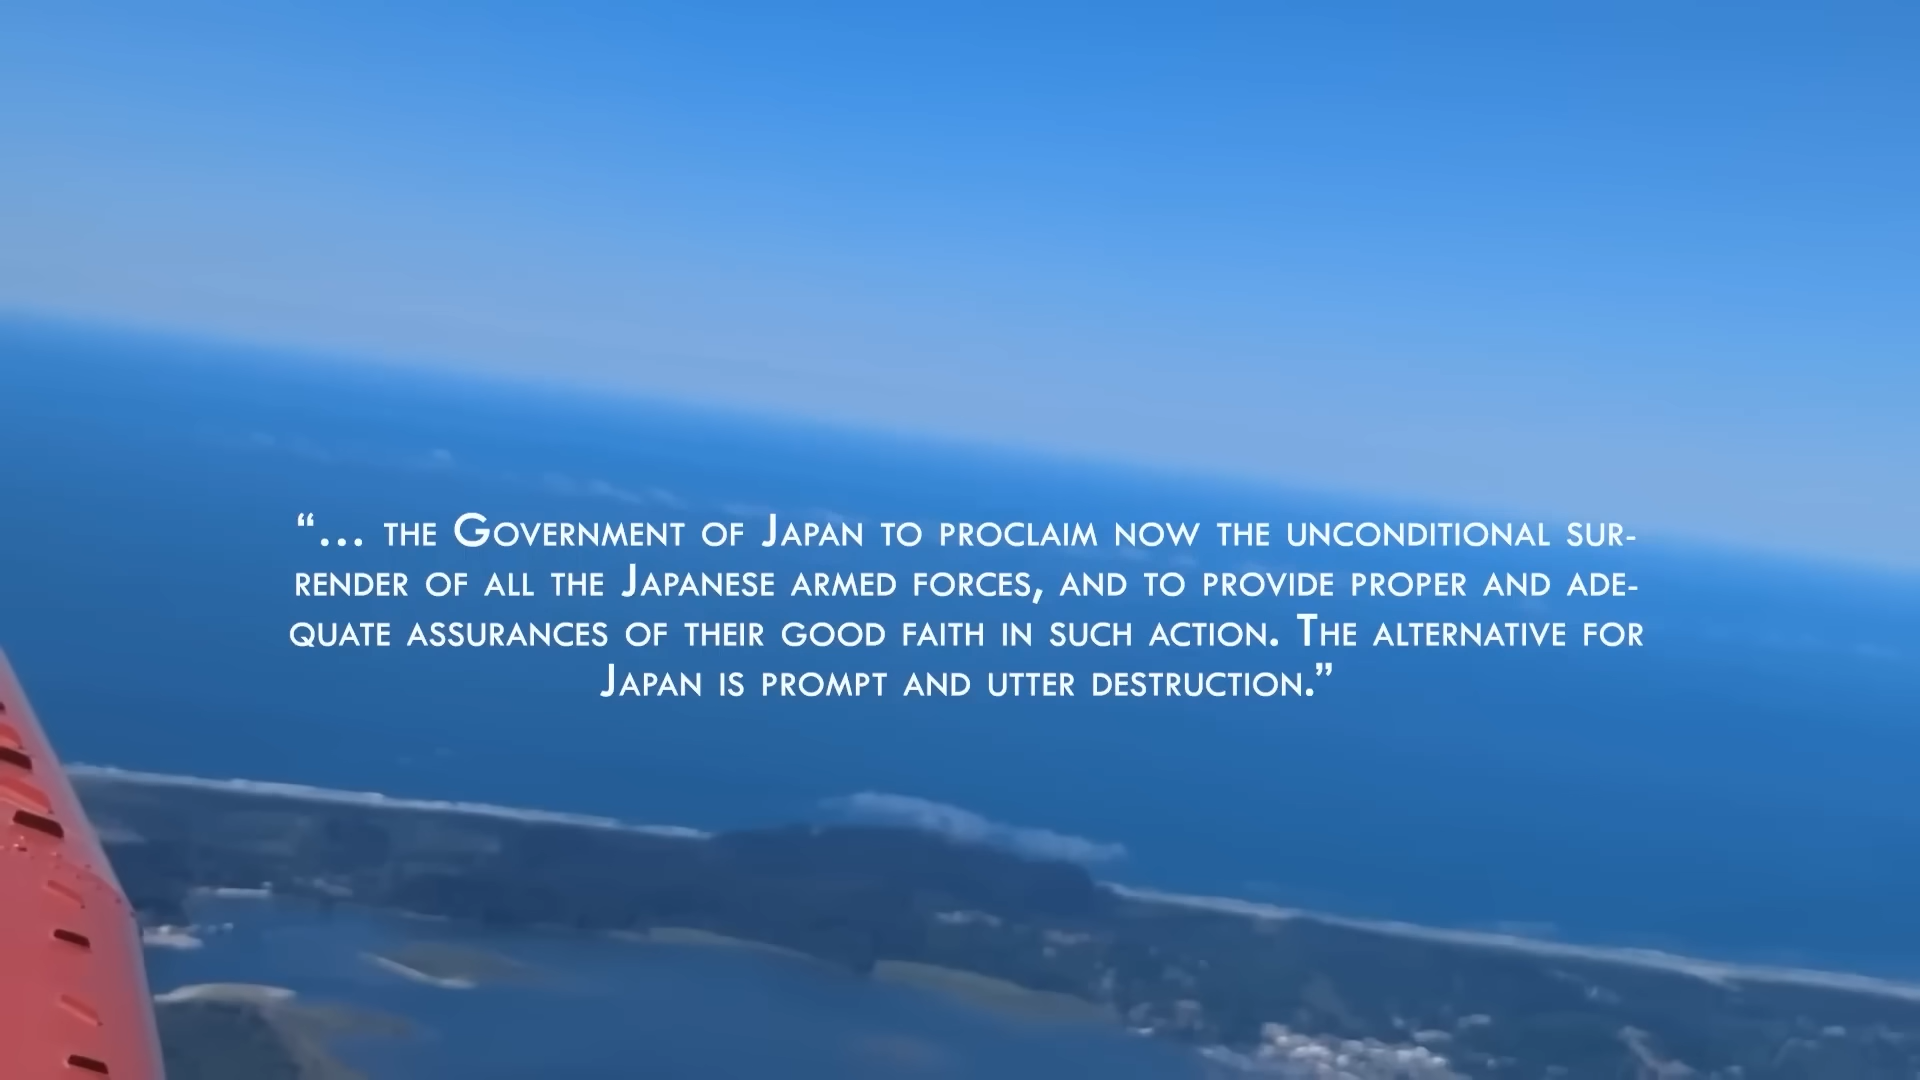 “... the Government of Japan to proclaim now the unconditional sur-
render of all the Japanese armed forces, and to provide proper and ade-
quate assurances of their good faith in such action. The alternative for
Japan is prompt and utter destruction.”